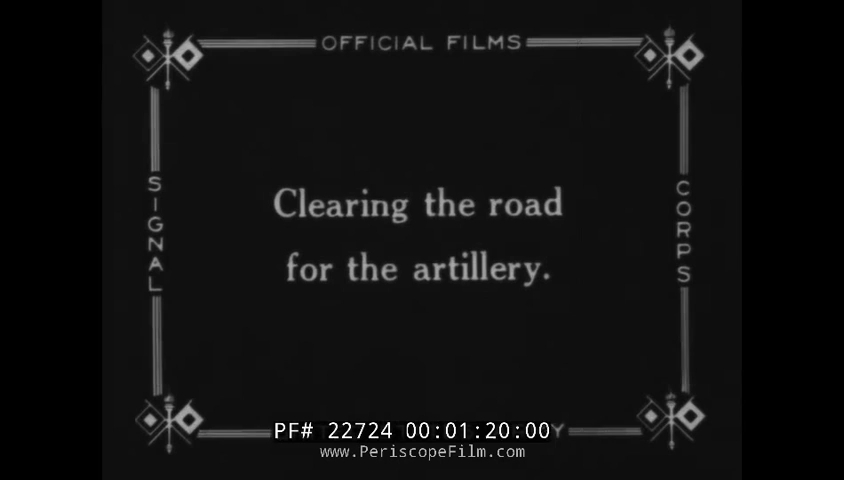 OFFICIAL FILMS
SIGNAL
CORPS
Clearing the road
for the artillery.
PF# 22724 00:01:20:00
www.PeriscopeFilm.com